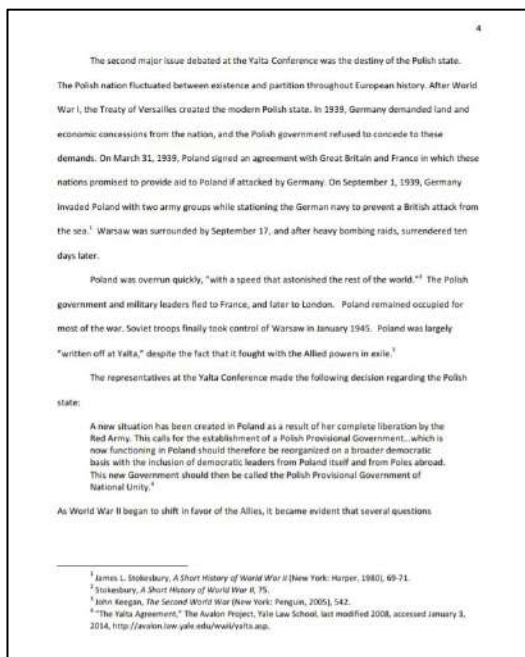 4
The second major issue debated at the Yalta Conference was the destiny of the Polish state.
The Polish nation fluctuated between existence and partition throughout European history. After World
War I, the Treaty of Versailles created the modern Polish state. In 1939, Germany demanded land and
economic concessions from the nation, and the Polish government refused to concede to these
demands. On March 31, 1939, Poland signed an agreement with Great Britain and France in which these
nations promised to provide aid to Poland if attacked by Germany. On September 1, 1939, Germany
invaded Poland with two army groups while stationing the German navy to prevent a British attack from
the sea.¹ Warsaw was surrounded by September 17, and after heavy bombing raids, surrendered ten
days later.
Poland was overrun quickly, "with a speed that astonished the rest of the world."² The Polish
government and military leaders fled to France, and later to London. Poland remained occupied for
most of the war. Soviet troops finally took control of Warsaw in January 1945. Poland was largely
"written off at Yalta," despite the fact that it fought with the Allied powers in exile.³
The representatives at the Yalta Conference made the following decision regarding the Polish
state:
A new situation has been created in Poland as a result of her complete liberation by the
Red Army. This calls for the establishment of a Polish Provisional Government...which is
now functioning in Poland should therefore be reorganized on a broader democratic
basis with the inclusion of democratic leaders from Poland itself and from Poles abroad.
This new Government should then be called the Polish Provisional Government of
National Unity.⁴
As World War II began to shift in favor of the Allies, it became evident that several questions
¹ James L. Stokesbury, A Short History of World War II (New York: Harper, 1980), 69-71.
² Stokesbury, A Short History of World War II, 75.
³ John Keegan, The Second World War (New York: Penguin, 2005), 542.
⁴ "The Yalta Agreement," The Avalon Project, Yale Law School, last modified 2008, accessed January 3,
2014, http://avalon.law.yale.edu/wwii/yalta.asp.